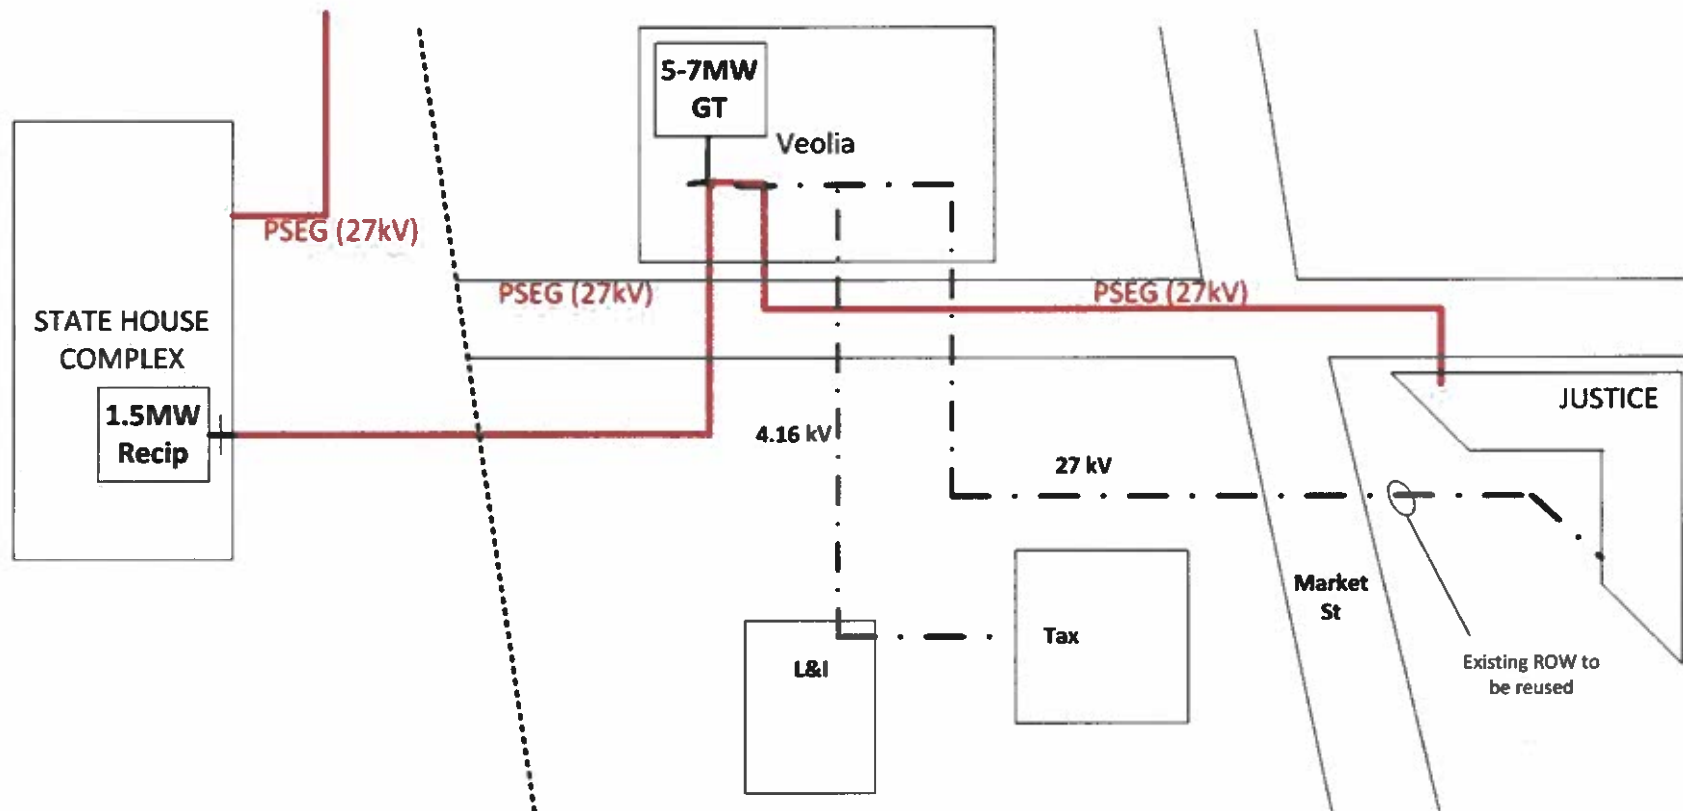 5-7MW
GT
Veolia
PSEG (27kV)
PSEG (27kV)
PSEG (27kV)
STATE HOUSE
COMPLEX
1.5MW
Recip
4.16 kV
27 kV
JUSTICE
Market
St
Tax
L&I
Existing ROW to
be reused